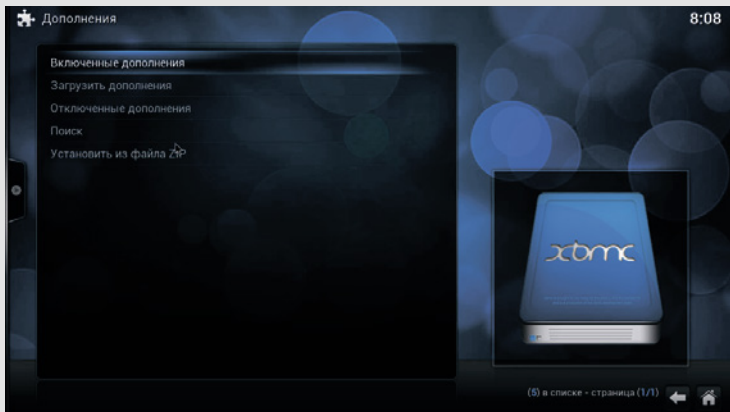 Дополнения
8:08
Включенные дополнения
Загрузить дополнения
Отключенные дополнения
Поиск
Установить из файла ZIP
xbmc
(5) в списке - страница (1/1)